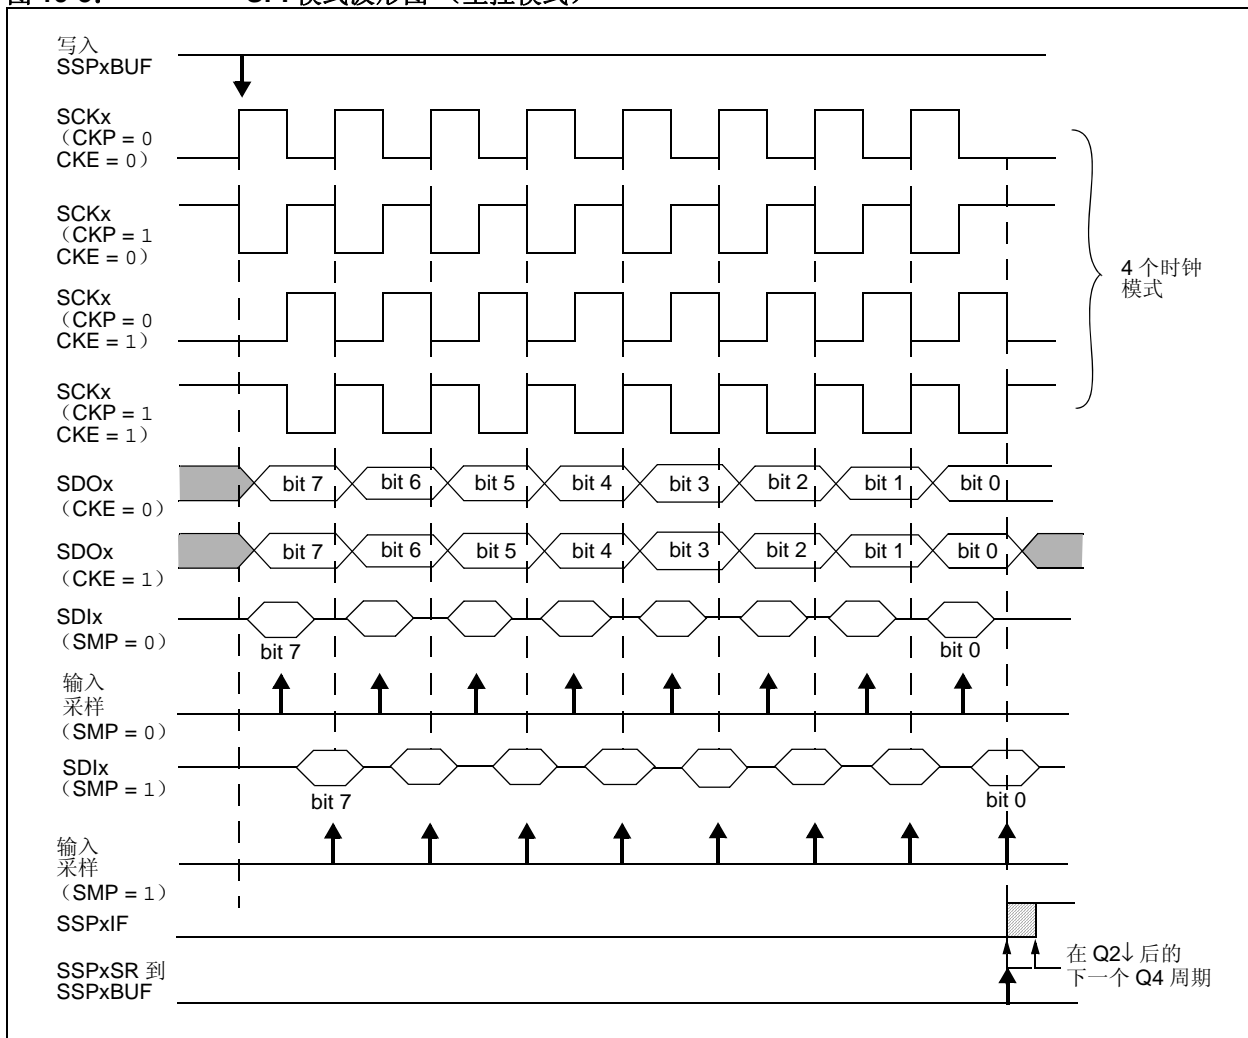 写入
SSPxBUF
SCKx
（CKP = 0
CKE = 0）
SCKx
（CKP = 1
CKE = 0）
SCKx
（CKP = 0
CKE = 1）
SCKx
（CKP = 1
CKE = 1）
4 个时钟
模式
SDOx
（CKE = 0）
bit 7 bit 6 bit 5 bit 4 bit 3 bit 2 bit 1 bit 0
SDOx
（CKE = 1）
bit 7 bit 6 bit 5 bit 4 bit 3 bit 2 bit 1 bit 0
SDIx
（SMP = 0）
bit 7 bit 0
输入
采样
（SMP = 0）
SDIx
（SMP = 1）
bit 7 bit 0
输入
采样
（SMP = 1）
SSPxIF
SSPxSR 到
SSPxBUF
在 Q2↓ 后的
下一个 Q4 周期